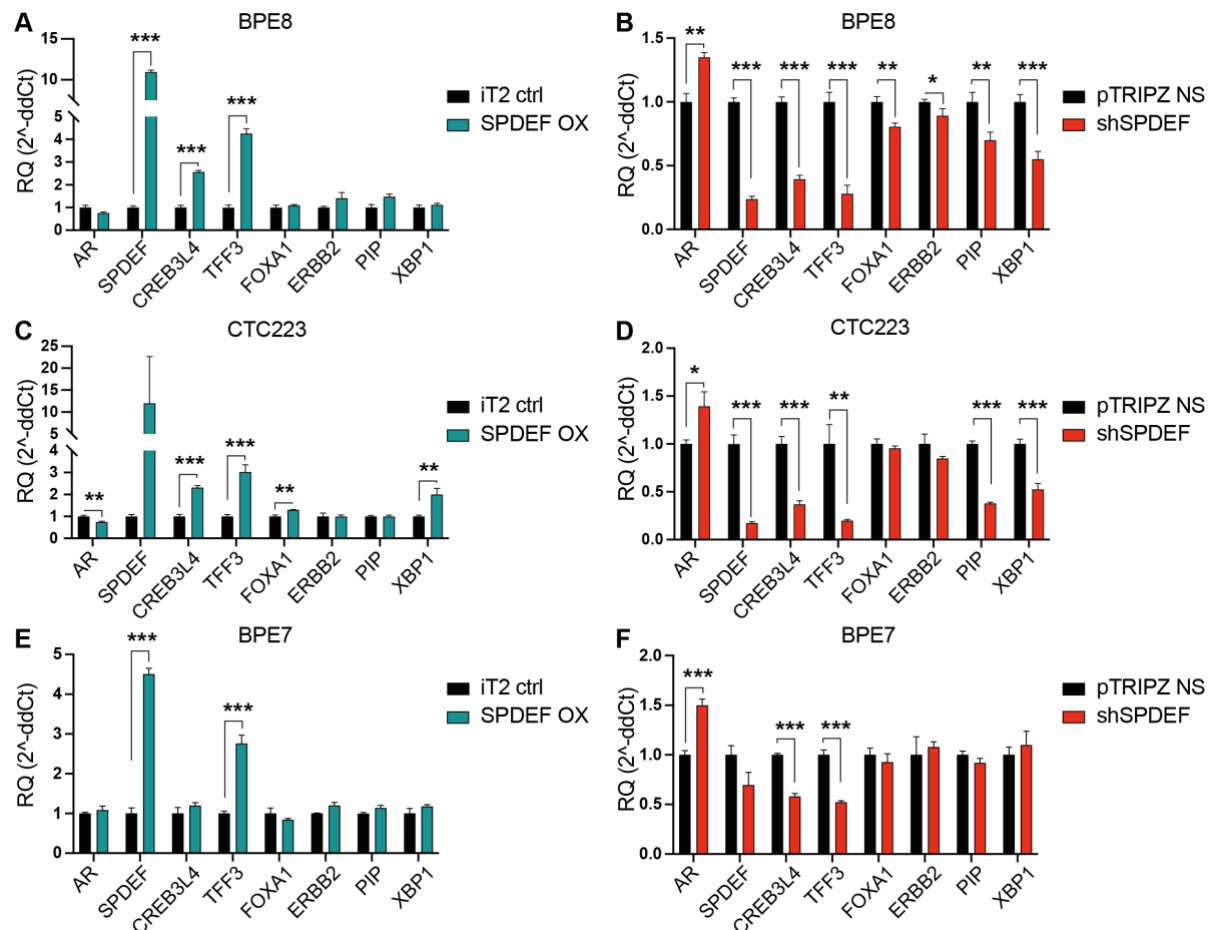 A
BPE8
RQ (2^-ddCt)
15
10
5
4
3
2
1
0
***
***
***
AR
SPDEF
CREB3L4
TFF3
FOXA1
ERBB2
PIP
XBP1
iT2 ctrl
SPDEF OX
B
BPE8
RQ (2^-ddCt)
1.5
1.0
0.5
0.0
**
***
***
***
**
*
**
***
AR
SPDEF
CREB3L4
TFF3
FOXA1
ERBB2
PIP
XBP1
pTRIPZ NS
shSPDEF
C
CTC223
RQ (2^-ddCt)
25
20
15
10
5
4
3
2
1
0
**
***
***
**
**
AR
SPDEF
CREB3L4
TFF3
FOXA1
ERBB2
PIP
XBP1
iT2 ctrl
SPDEF OX
D
CTC223
RQ (2^-ddCt)
2.0
1.5
1.0
0.5
0.0
*
***
***
**
***
***
AR
SPDEF
CREB3L4
TFF3
FOXA1
ERBB2
PIP
XBP1
pTRIPZ NS
shSPDEF
E
BPE7
RQ (2^-ddCt)
5
4
3
2
1
0
***
***
AR
SPDEF
CREB3L4
TFF3
FOXA1
ERBB2
PIP
XBP1
iT2 ctrl
SPDEF OX
F
BPE7
RQ (2^-ddCt)
2.0
1.5
1.0
0.5
0.0
***
***
***
AR
SPDEF
CREB3L4
TFF3
FOXA1
ERBB2
PIP
XBP1
pTRIPZ NS
shSPDEF